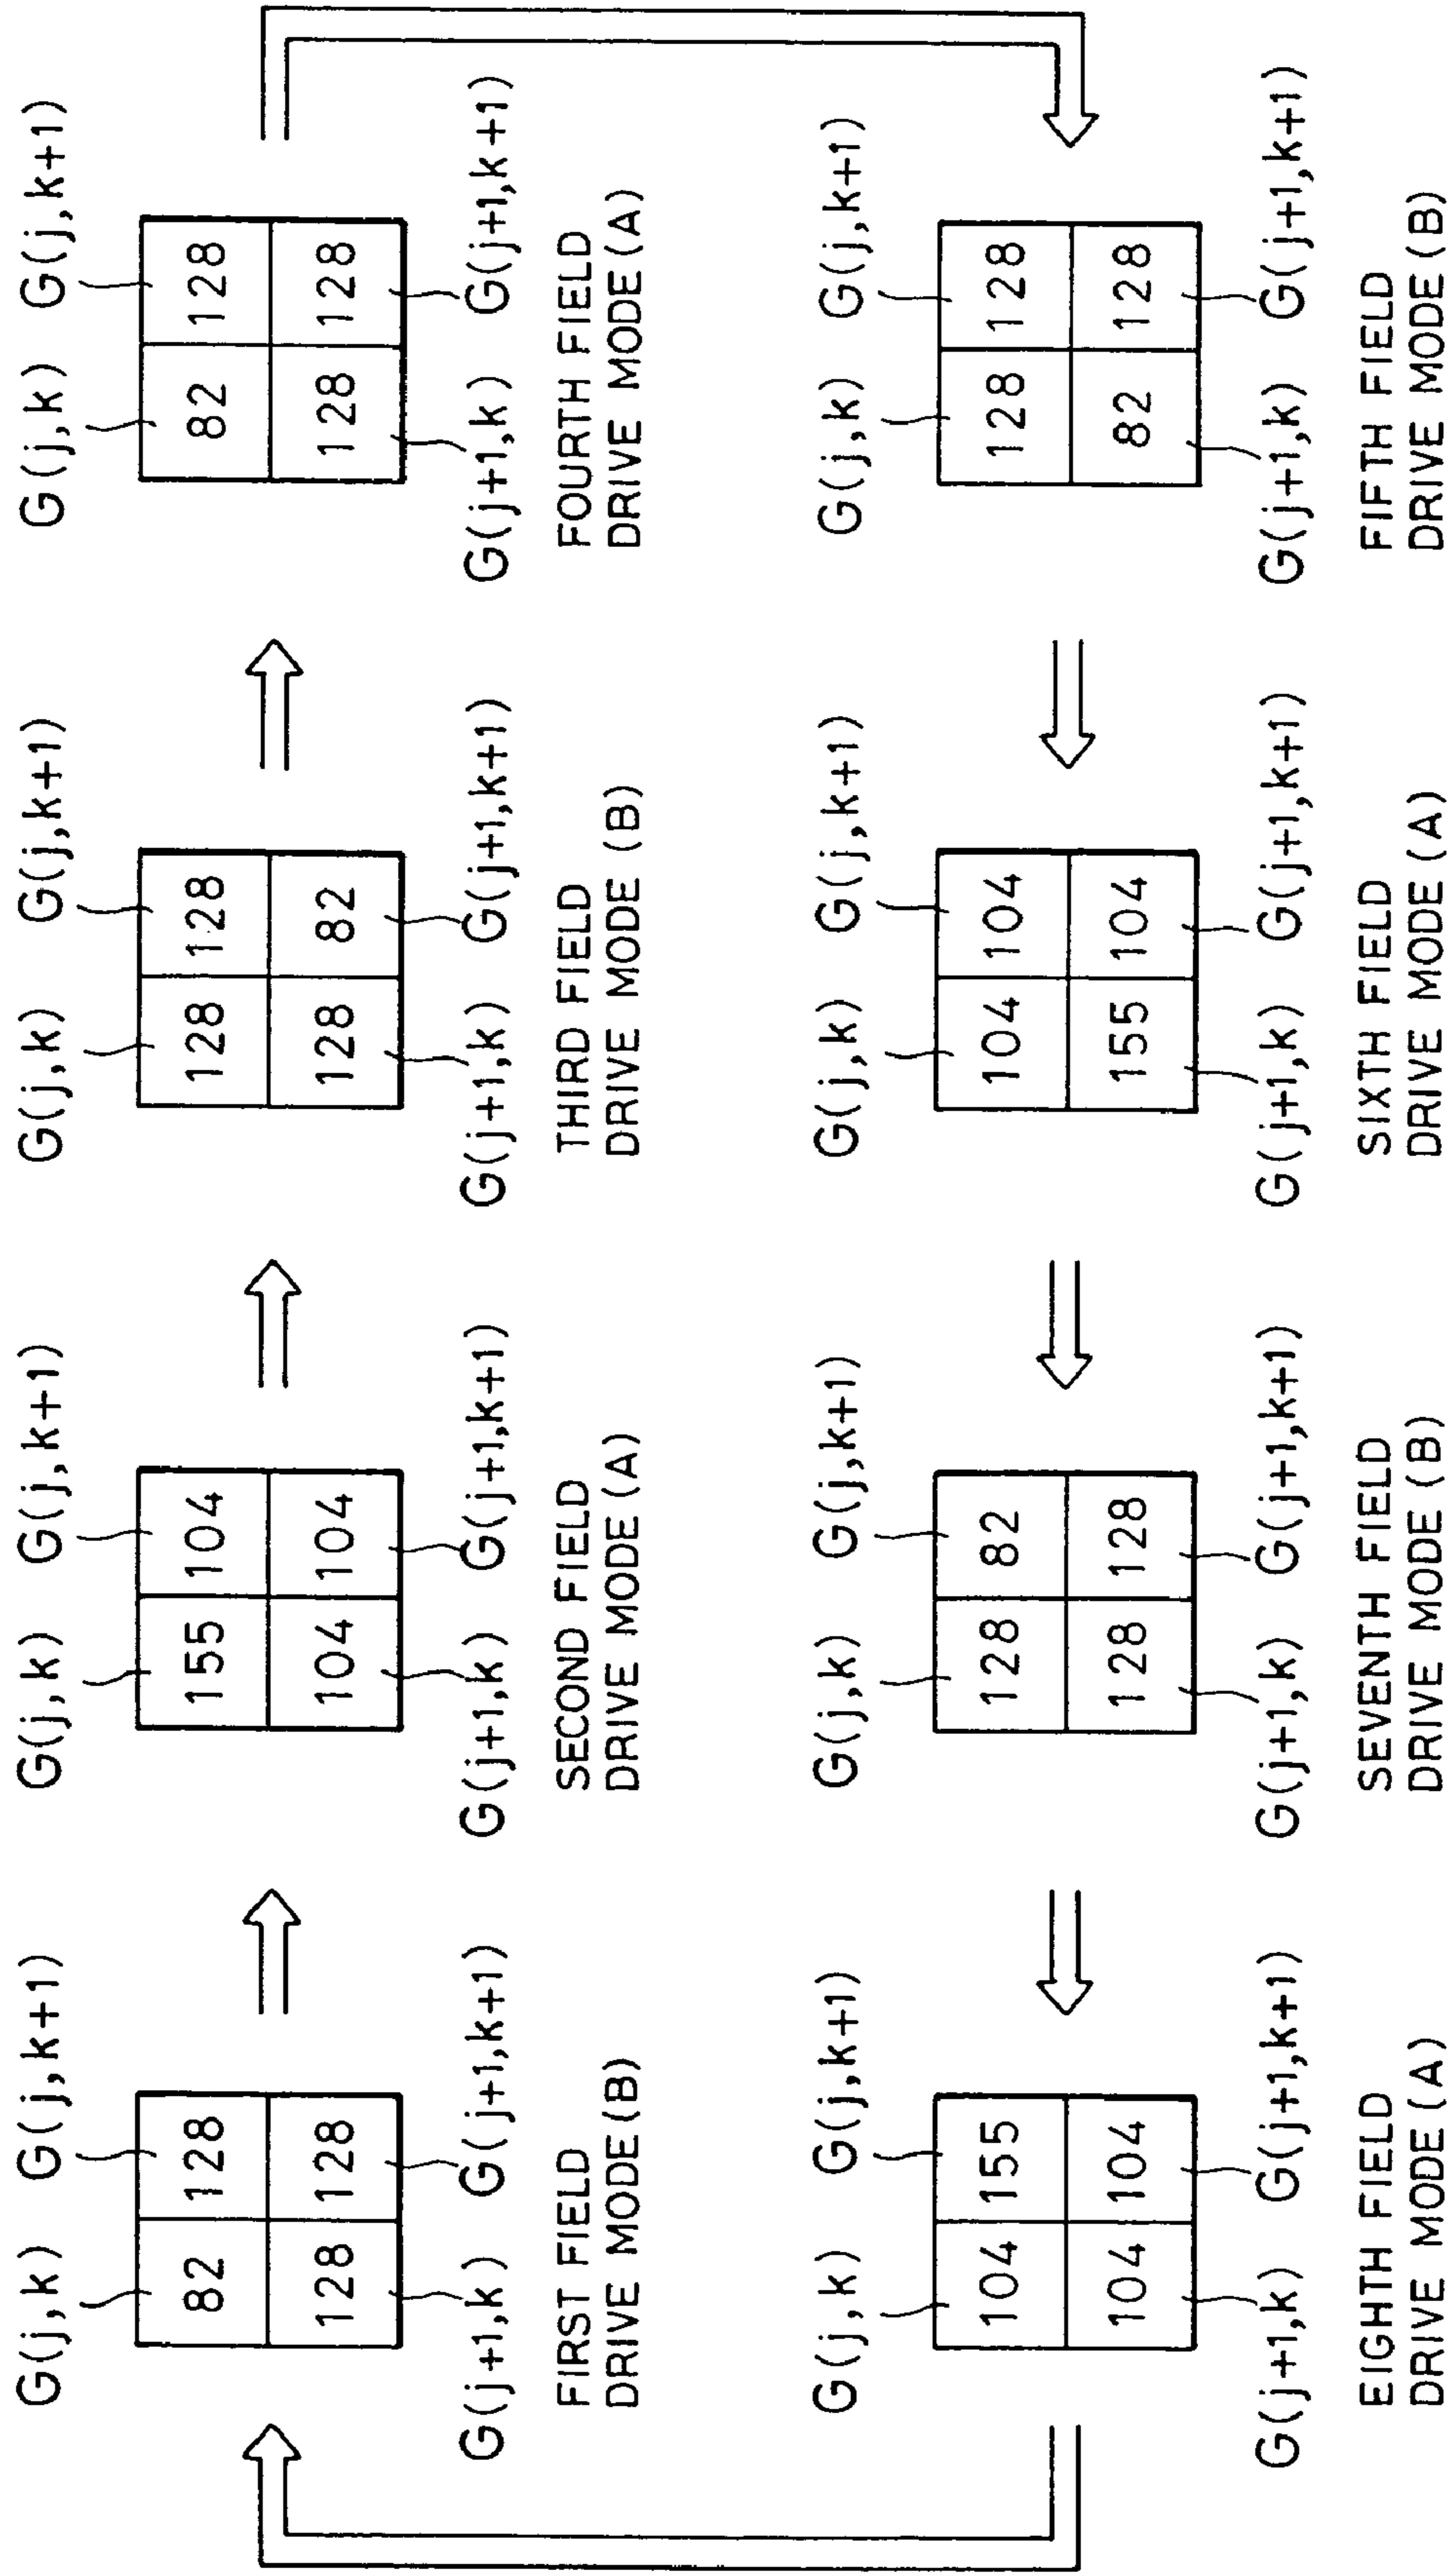 G(j,k) G(j,k+1)
82 128
128 128
G(j+1,k) G(j+1,k+1)
FIRST FIELD
DRIVE MODE(B)
G(j,k) G(j,k+1)
155 104
104 104
G(j+1,k) G(j+1,k+1)
SECOND FIELD
DRIVE MODE(A)
G(j,k) G(j,k+1)
128 128
128 82
G(j+1,k) G(j+1,k+1)
THIRD FIELD
DRIVE MODE (B)
G(j,k) G(j,k+1)
82 128
128 128
G(j+1,k) G(j+1,k+1)
FOURTH FIELD
DRIVE MODE(A)
G(j,k) G(j,k+1)
104 155
104 104
G(j+1,k) G(j+1,k+1)
EIGHTH FIELD
DRIVE MODE(A)
G(j,k) G(j,k+1)
128 82
128 128
G(j+1,k) G(j+1,k+1)
SEVENTH FIELD
DRIVE MODE(B)
G(j,k) G(j,k+1)
104 104
155 104
G(j+1,k) G(j+1,k+1)
SIXTH FIELD
DRIVE MODE(A)
G(j,k) G(j,k+1)
128 128
82 128
G(j+1,k) G(j+1,k+1)
FIFTH FIELD
DRIVE MODE(B)